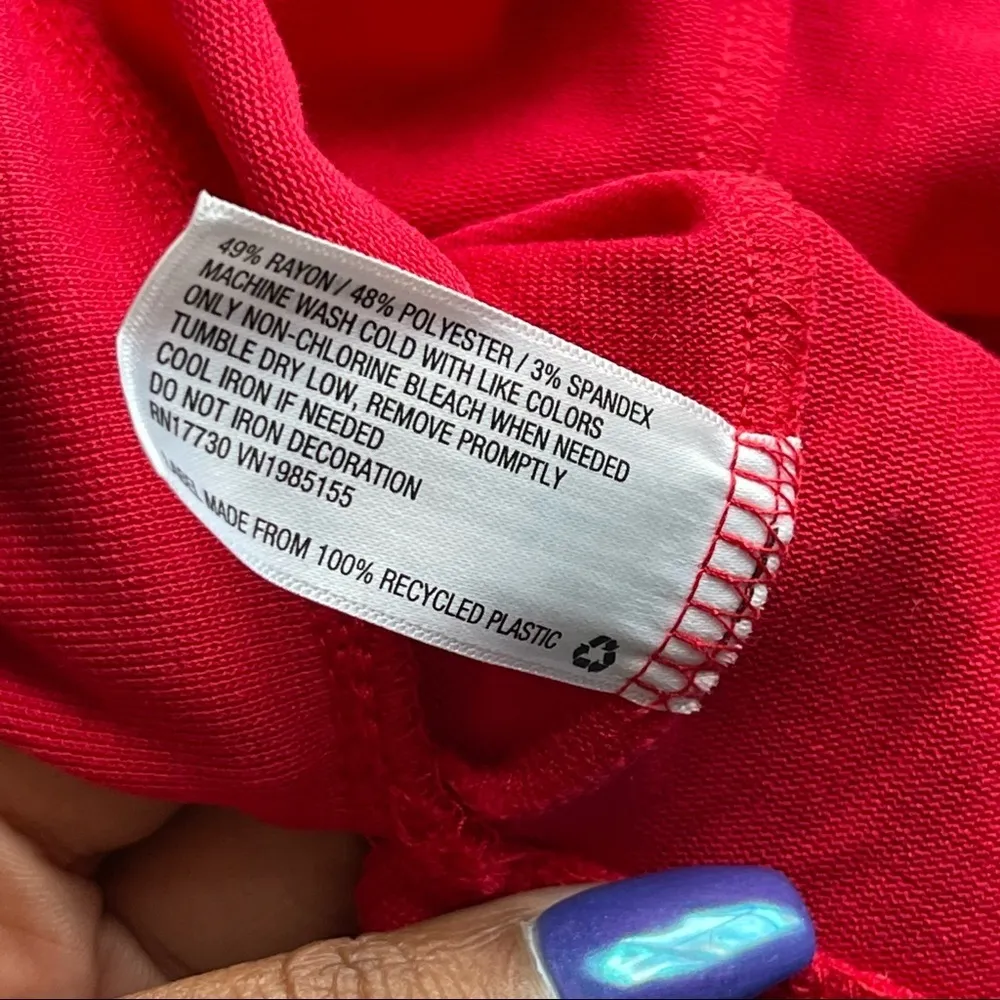 49% RAYON / 48% POLYESTER / 3% SPANDEX
MACHINE WASH COLD WITH LIKE COLORS
ONLY NON-CHLORINE BLEACH WHEN NEEDED
TUMBLE DRY LOW, REMOVE PROMPTLY
COOL IRON IF NEEDED
DO NOT IRON DECORATION
RN17730 VN1985155
LABEL MADE FROM 100% RECYCLED PLASTIC